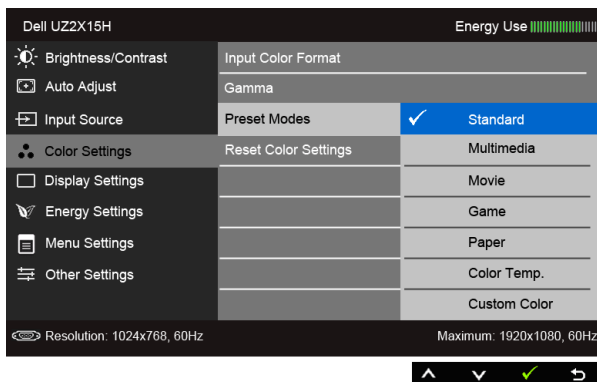 Dell UZ2X15H Energy Use
Brightness/Contrast Input Color Format
Auto Adjust Gamma
Input Source Preset Modes Standard
Color Settings Reset Color Settings Multimedia
Display Settings Movie
Energy Settings Game
Menu Settings Paper
Other Settings Color Temp.
Custom Color
Resolution: 1024x768, 60Hz Maximum: 1920x1080, 60Hz